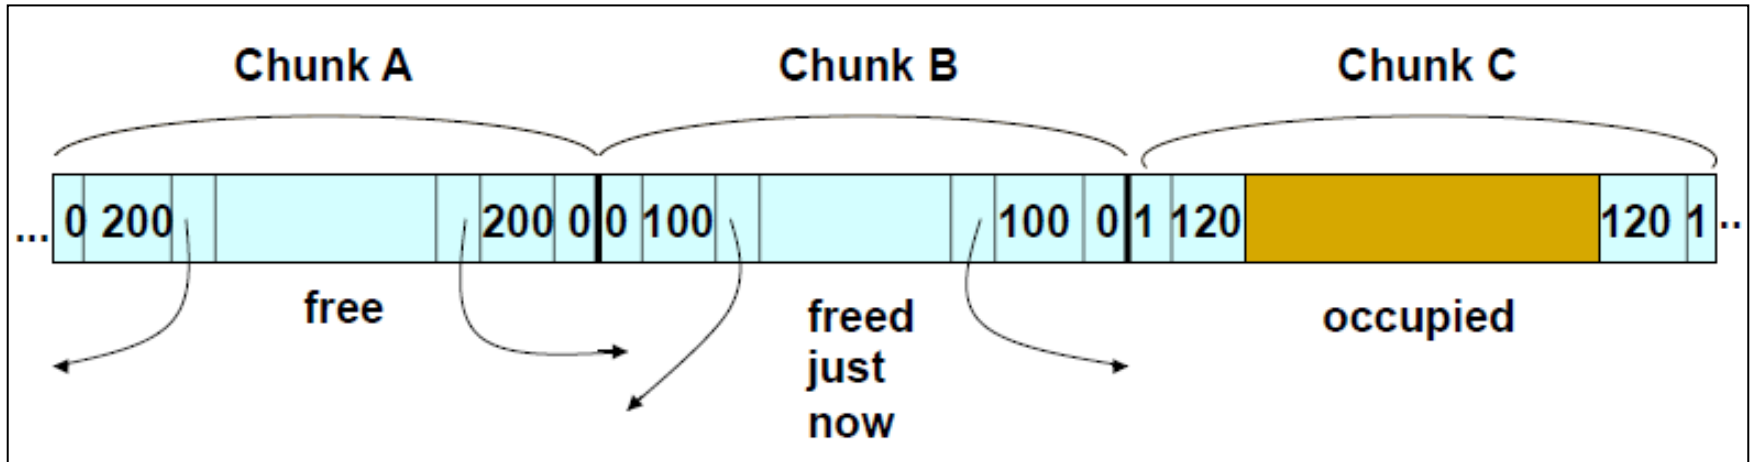 Chunk A Chunk B Chunk C
... 0 200 200 0 0 100 100 0 1 120 120 1 ..
free freed occupied
just
now